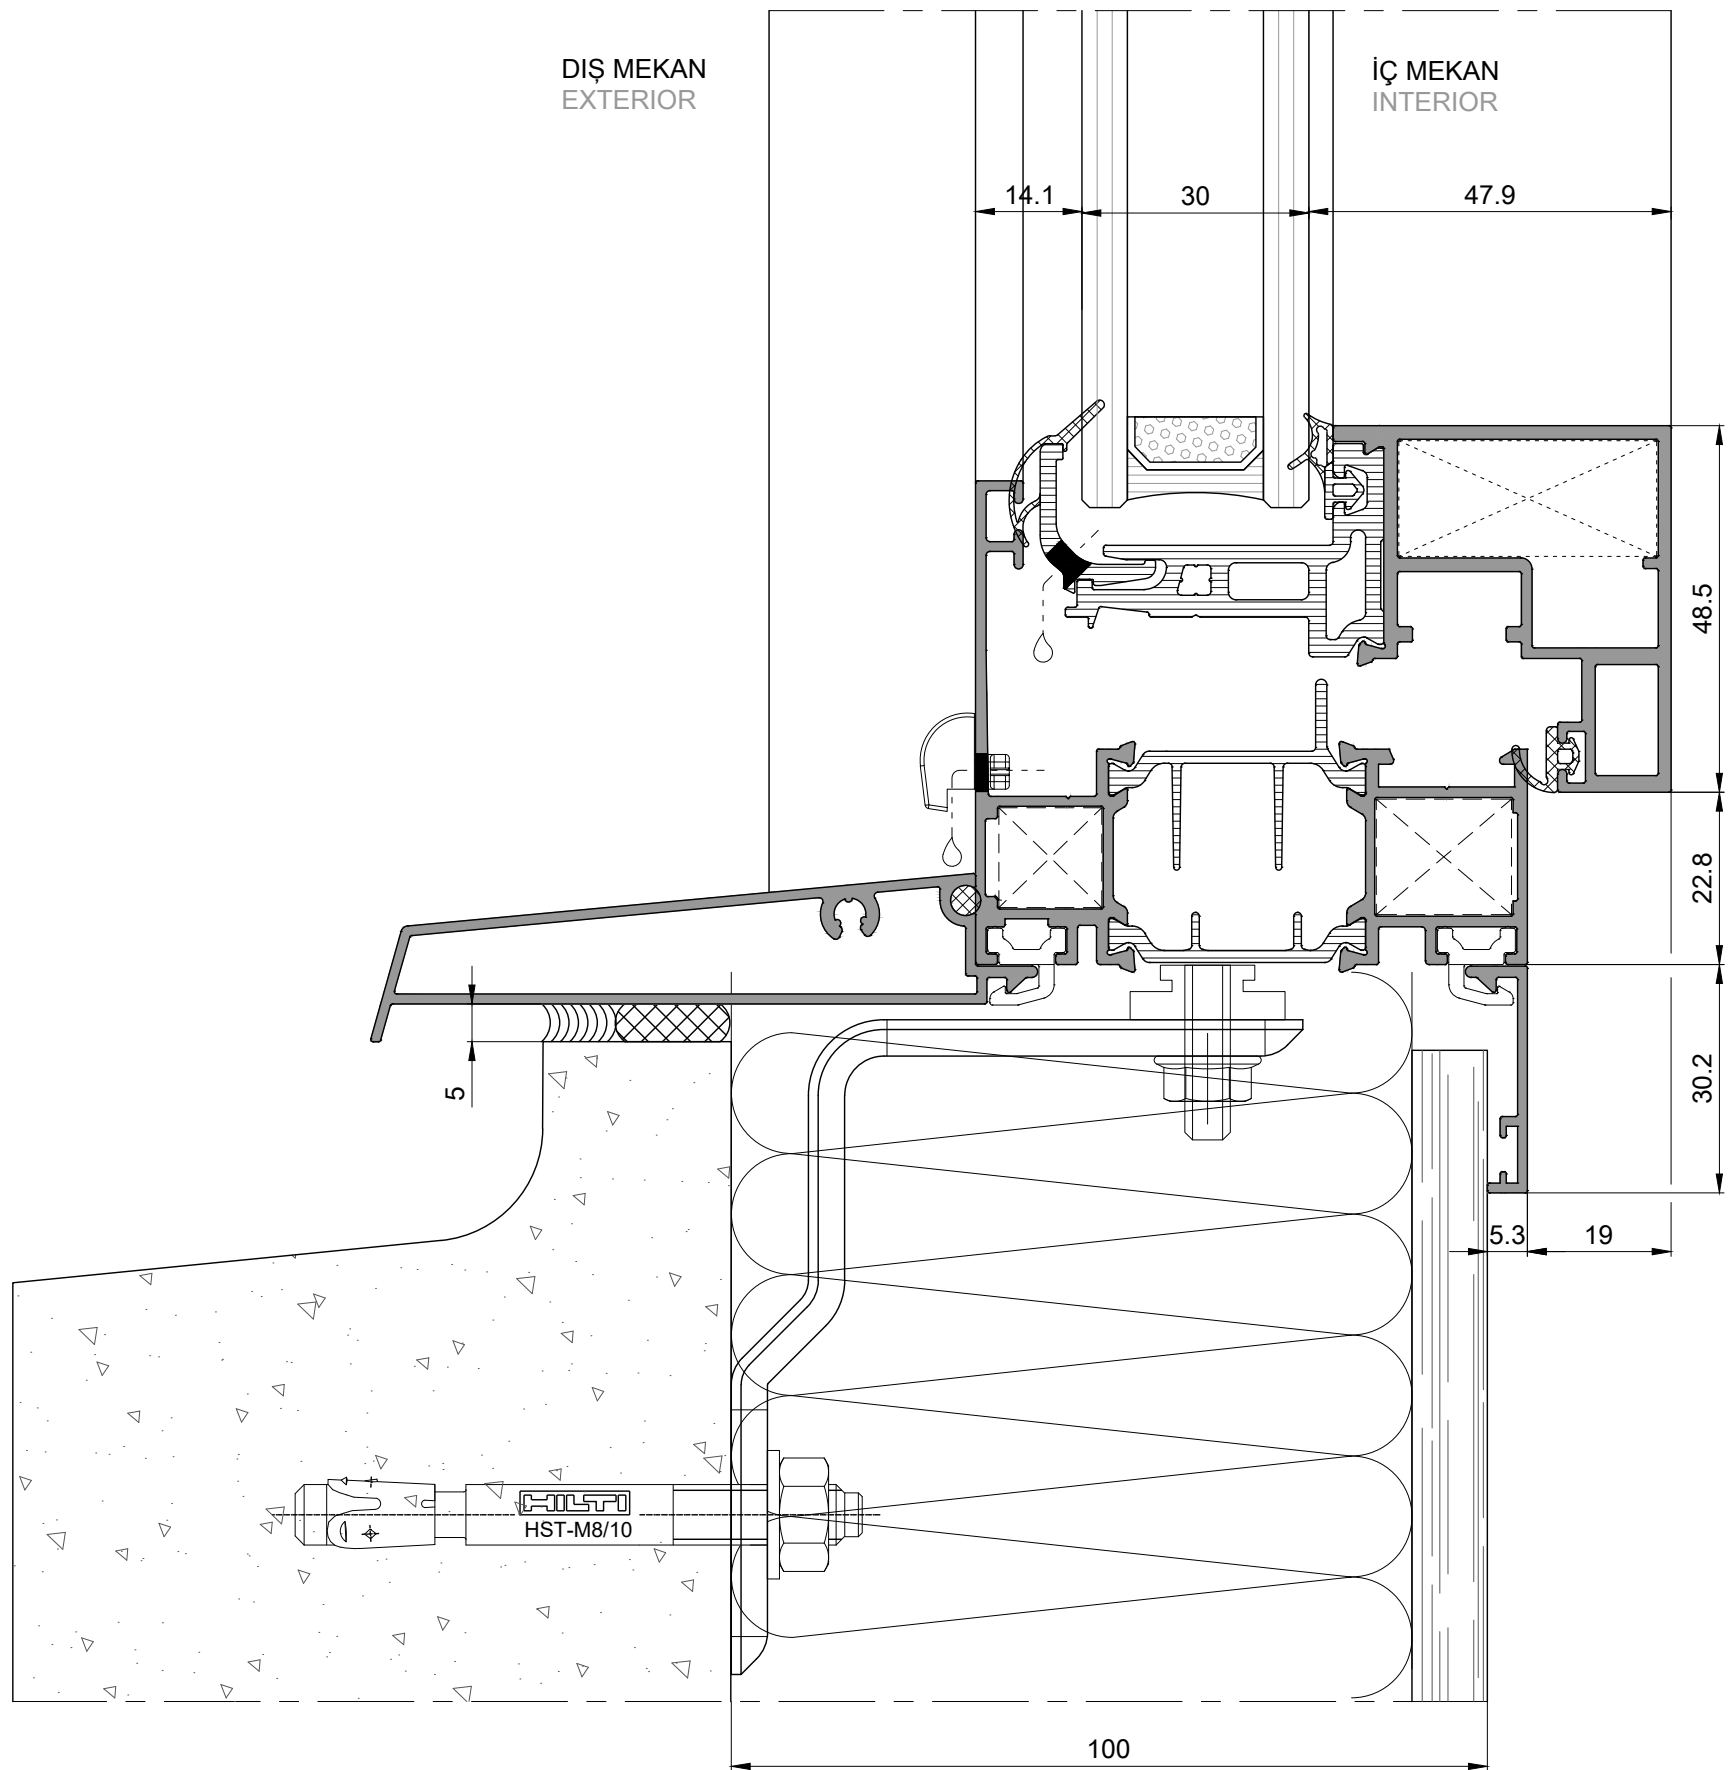 DIŞ MEKAN
EXTERIOR
İÇ MEKAN
INTERIOR
14.1
30
47.9
48.5
22.8
30.2
5
5.3
19
HILTI
HST-M8/10
100